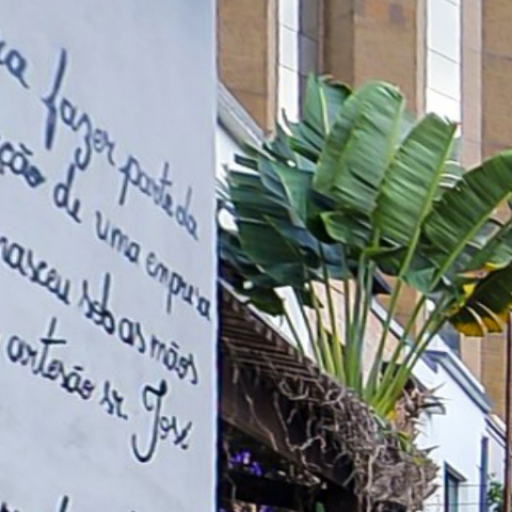 fazer parte da
ção de uma empresa
nasceu sob as mãos
artesão sr. José